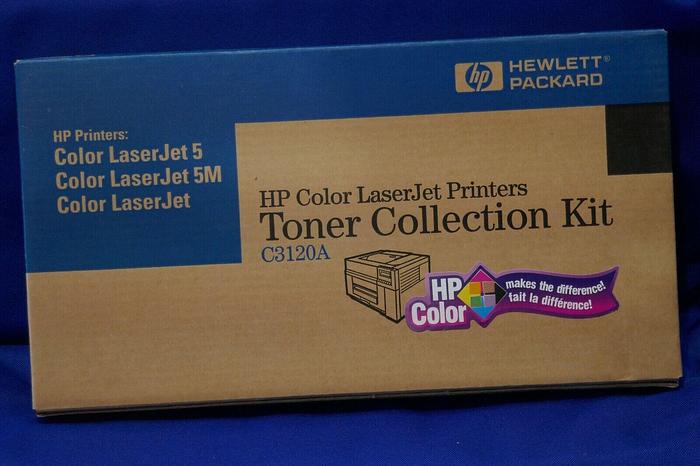 hp HEWLETT®
PACKARD
HP Printers:
Color LaserJet 5
Color LaserJet 5M
Color LaserJet
HP Color LaserJet Printers
Toner Collection Kit
C3120A
HP
Color
makes the difference!
fait la différence!